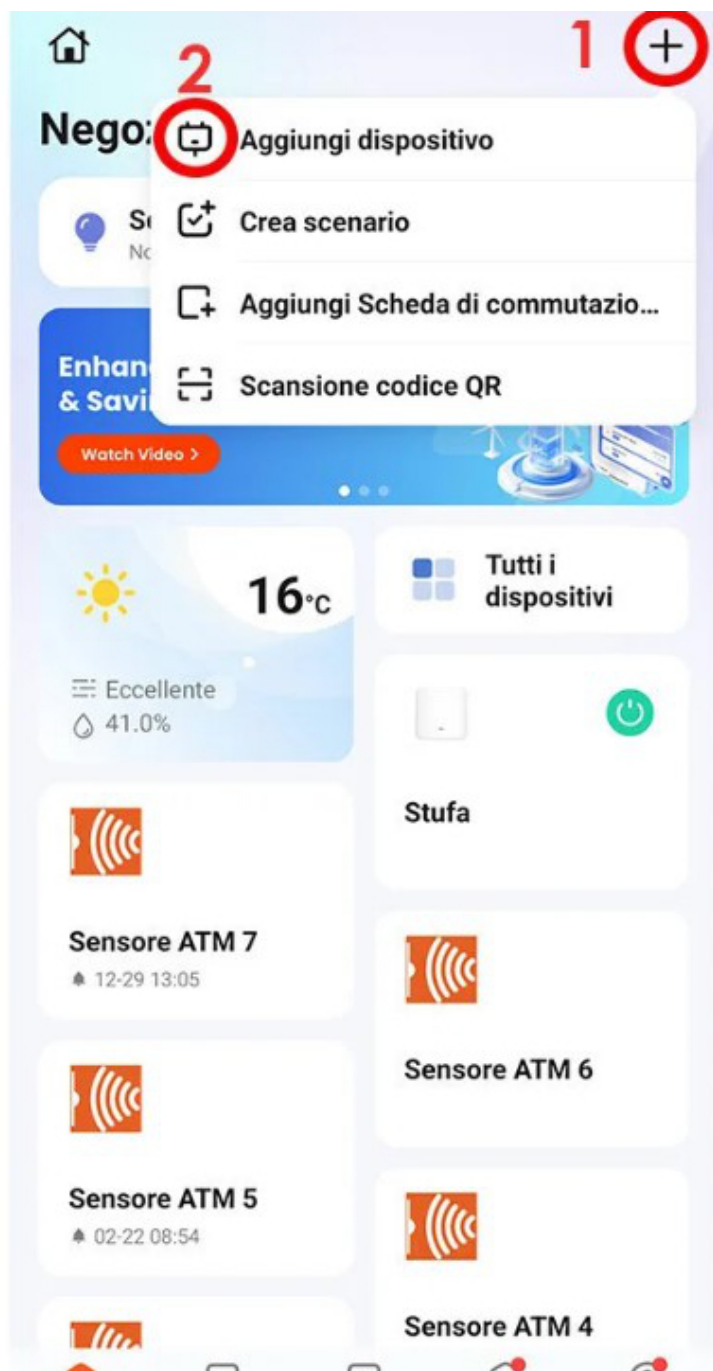 1
2
Nego
Aggiungi dispositivo
Crea scenario
Aggiungi Scheda di commutazio...
Scansione codice QR
Enhan
& Savi
Watch Video >
16°C
Eccellente
41.0%
Tutti i
dispositivi
Stufa
Sensore ATM 7
12-29 13:05
Sensore ATM 6
Sensore ATM 5
02-22 08:54
Sensore ATM 4